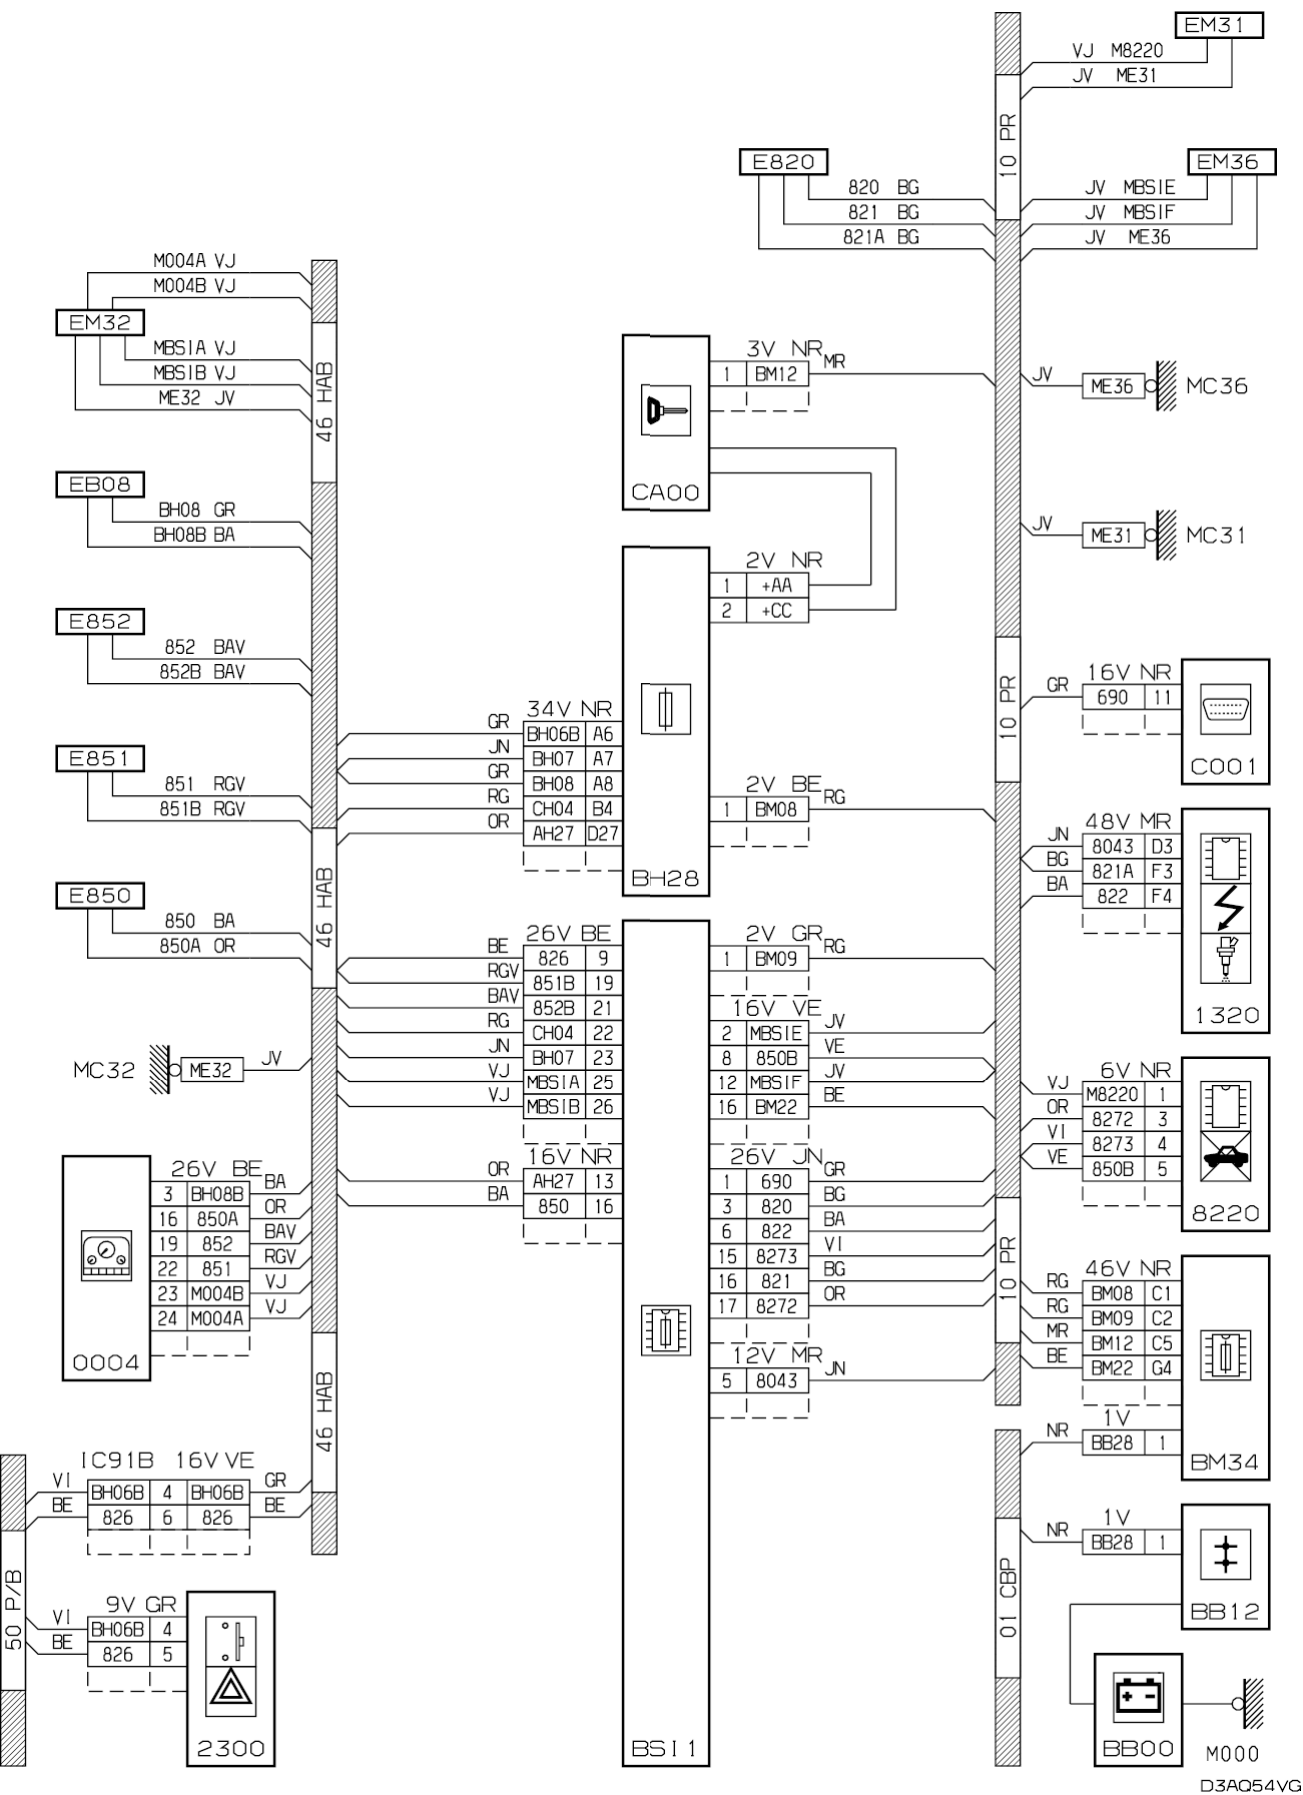 EM31
VJ M8220
JV ME31
10 PR
E820
820 BG
821 BG
821A BG
EM36
JV MBSIE
JV MBSIF
JV ME36
M004A VJ
M004B VJ
EM32
MBSIA VJ
MBSIB VJ
ME32 JV
46 HAB
EB08
BH08 GR
BH08B BA
E852
852 BAV
852B BAV
E851
851 RGV
851B RGV
46 HAB
E850
850 BA
850A OR
MC32
ME32
JV
26V BE
3 BH08B BA
16 850A OR
19 852 BAV
22 851 RGV
23 M004B VJ
24 M004A VJ
0004
46 HAB
IC91B 16V VE
VI BH06B 4 BH06B GR
BE 826 6 826 BE
50 P/B
9V GR
VI BH06B 4
BE 826 5
2300
3V NR
1 BM12 MR
CA00
2V NR
1 +AA
2 +CC
34V NR
GR BH06B A6
JN BH07 A7
GR BH08 A8
RG CH04 B4
OR AH27 D27
2V BE
1 BM08 RG
BH28
26V BE
BE 826 9
RGV 851B 19
BAV 852B 21
RG CH04 22
JN BH07 23
VJ MBSIA 25
VJ MBSIB 26
16V NR
OR AH27 13
BA 850 16
2V GR
1 BM09 RG
16V VE
2 MBSIE JV
8 850B VE
12 MBSIF JV
16 BM22 BE
26V JN
1 690 GR
3 820 BG
6 822 BA
15 8273 VI
16 821 BG
17 8272 OR
12V MR
5 8043 JN
BSI1
JV ME36 MC36
JV ME31 MC31
10 PR
16V NR
GR 690 11
C001
48V MR
JN 8043 D3
BG 821A F3
BA 822 F4
1320
6V NR
VJ M8220 1
OR 8272 3
VI 8273 4
VE 850B 5
8220
10 PR
46V NR
RG BM08 C1
RG BM09 C2
MR BM12 C5
BE BM22 G4
1V
NR BB28 1
BM34
01 CBP
1V
NR BB28 1
BB12
BB00
M000
D3AQ54VG